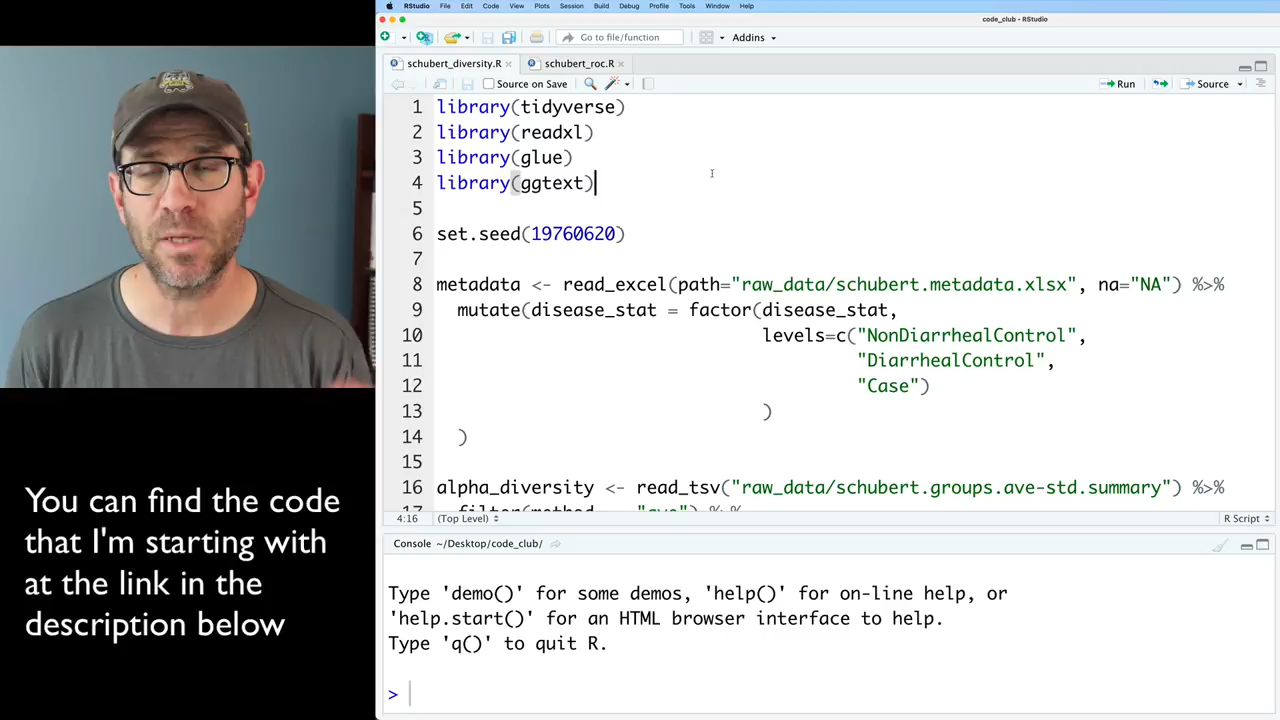 RStudio File Edit Code View Plots Session Build Debug Profile Tools Window Help
code_club - RStudio
Go to file/function
Addins
schubert_diversity.R
schubert_roc.R
Source on Save
Run
Source
1 library(tidyverse)
2 library(readxl)
3 library(glue)
4 library(ggtext)
5
6 set.seed(19760620)
7
8 metadata <- read_excel(path="raw_data/schubert.metadata.xlsx", na="NA") %>%
9 mutate(disease_stat = factor(disease_stat,
10 levels=c("NonDiarrhealControl",
11 "DiarrhealControl",
12 "Case")
13 )
14 )
15
16 alpha_diversity <- read_tsv("raw_data/schubert.groups.ave-std.summary") %>%
17 filter(method == "ave") %>%
4:16 (Top Level) R Script
Console ~/Desktop/code_club/
Type 'demo()' for some demos, 'help()' for on-line help, or
'help.start()' for an HTML browser interface to help.
Type 'q()' to quit R.
>
You can find the code
that I'm starting with
at the link in the
description below